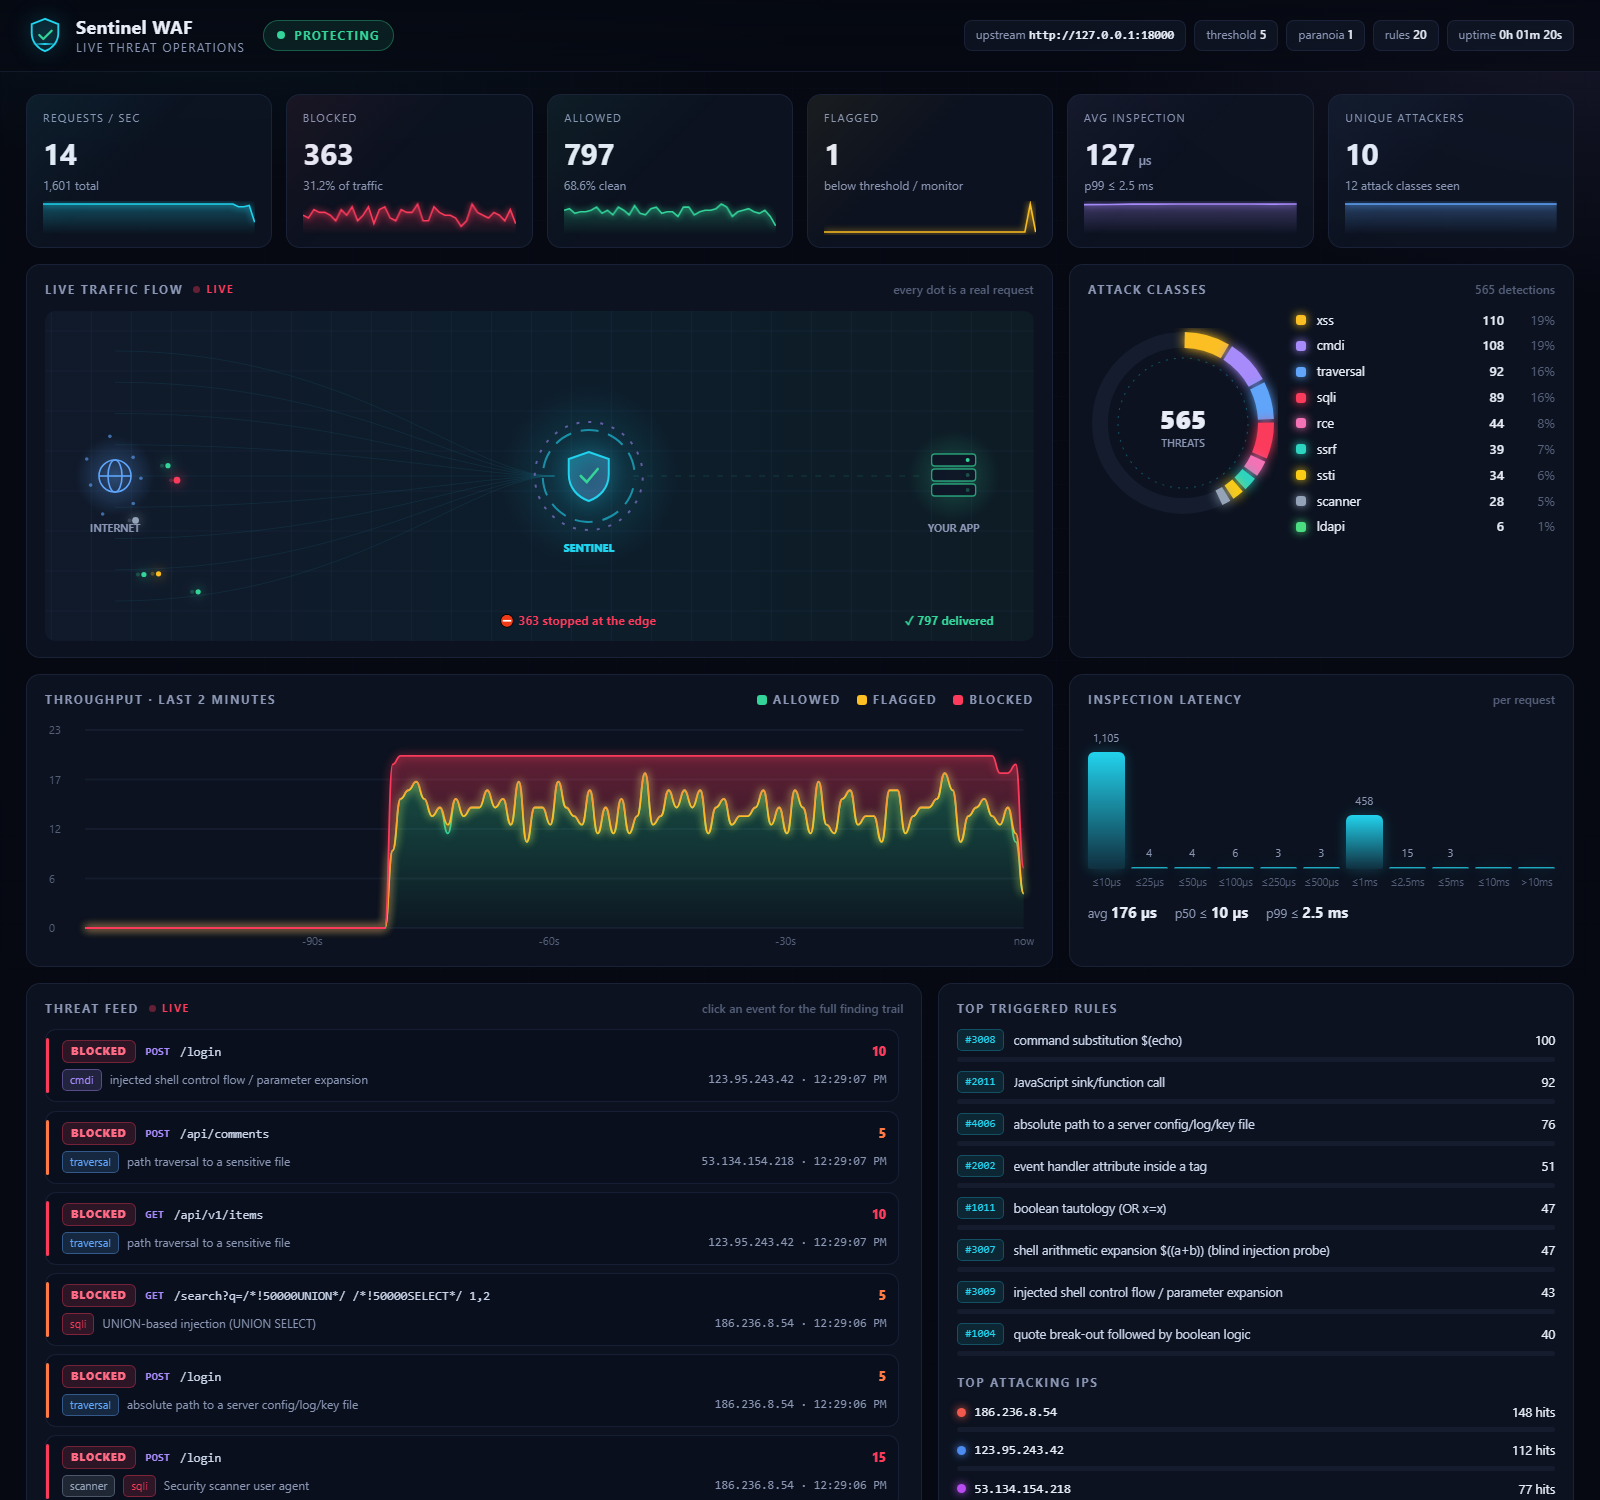 Sentinel WAF
LIVE THREAT OPERATIONS
PROTECTING
upstream http://127.0.0.1:18000
threshold 5
paranoia 1
rules 20
uptime 0h 01m 20s
REQUESTS / SEC
14
1,601 total
BLOCKED
363
31.2% of traffic
ALLOWED
797
68.6% clean
FLAGGED
1
below threshold / monitor
AVG INSPECTION
127 µs
p99 ≤ 2.5 ms
UNIQUE ATTACKERS
10
12 attack classes seen
LIVE TRAFFIC FLOW LIVE
every dot is a real request
INTERNET
SENTINEL
YOUR APP
363 stopped at the edge
✓ 797 delivered
ATTACK CLASSES
565 detections
565
THREATS
xss 110 19%
cmdi 108 19%
traversal 92 16%
sqli 89 16%
rce 44 8%
ssrf 39 7%
ssti 34 6%
scanner 28 5%
ldapi 6 1%
THROUGHPUT · LAST 2 MINUTES
ALLOWED FLAGGED BLOCKED
23
17
12
6
0
-90s -60s -30s now
INSPECTION LATENCY
per request
1,105 4 4 6 3 3 458 15 3
≤10µs ≤25µs ≤50µs ≤100µs ≤250µs ≤500µs ≤1ms ≤2.5ms ≤5ms ≤10ms >10ms
avg 176 µs p50 ≤ 10 µs p99 ≤ 2.5 ms
THREAT FEED LIVE
click an event for the full finding trail
BLOCKED POST /login 10
cmdi injected shell control flow / parameter expansion 123.95.243.42 · 12:29:07 PM
BLOCKED POST /api/comments 5
traversal path traversal to a sensitive file 53.134.154.218 · 12:29:07 PM
BLOCKED GET /api/v1/items 10
traversal path traversal to a sensitive file 123.95.243.42 · 12:29:07 PM
BLOCKED GET /search?q=/*!50000UNION*/ /*!50000SELECT*/ 1,2 5
sqli UNION-based injection (UNION SELECT) 186.236.8.54 · 12:29:06 PM
BLOCKED POST /login 5
traversal absolute path to a server config/log/key file 186.236.8.54 · 12:29:06 PM
BLOCKED POST /login 15
scanner sqli Security scanner user agent 186.236.8.54 · 12:29:06 PM
TOP TRIGGERED RULES
#3008 command substitution $(echo) 100
#2011 JavaScript sink/function call 92
#4006 absolute path to a server config/log/key file 76
#2002 event handler attribute inside a tag 51
#1011 boolean tautology (OR x=x) 47
#3007 shell arithmetic expansion $((a+b)) (blind injection probe) 47
#3009 injected shell control flow / parameter expansion 43
#1004 quote break-out followed by boolean logic 40
TOP ATTACKING IPS
186.236.8.54 148 hits
123.95.243.42 112 hits
53.134.154.218 77 hits